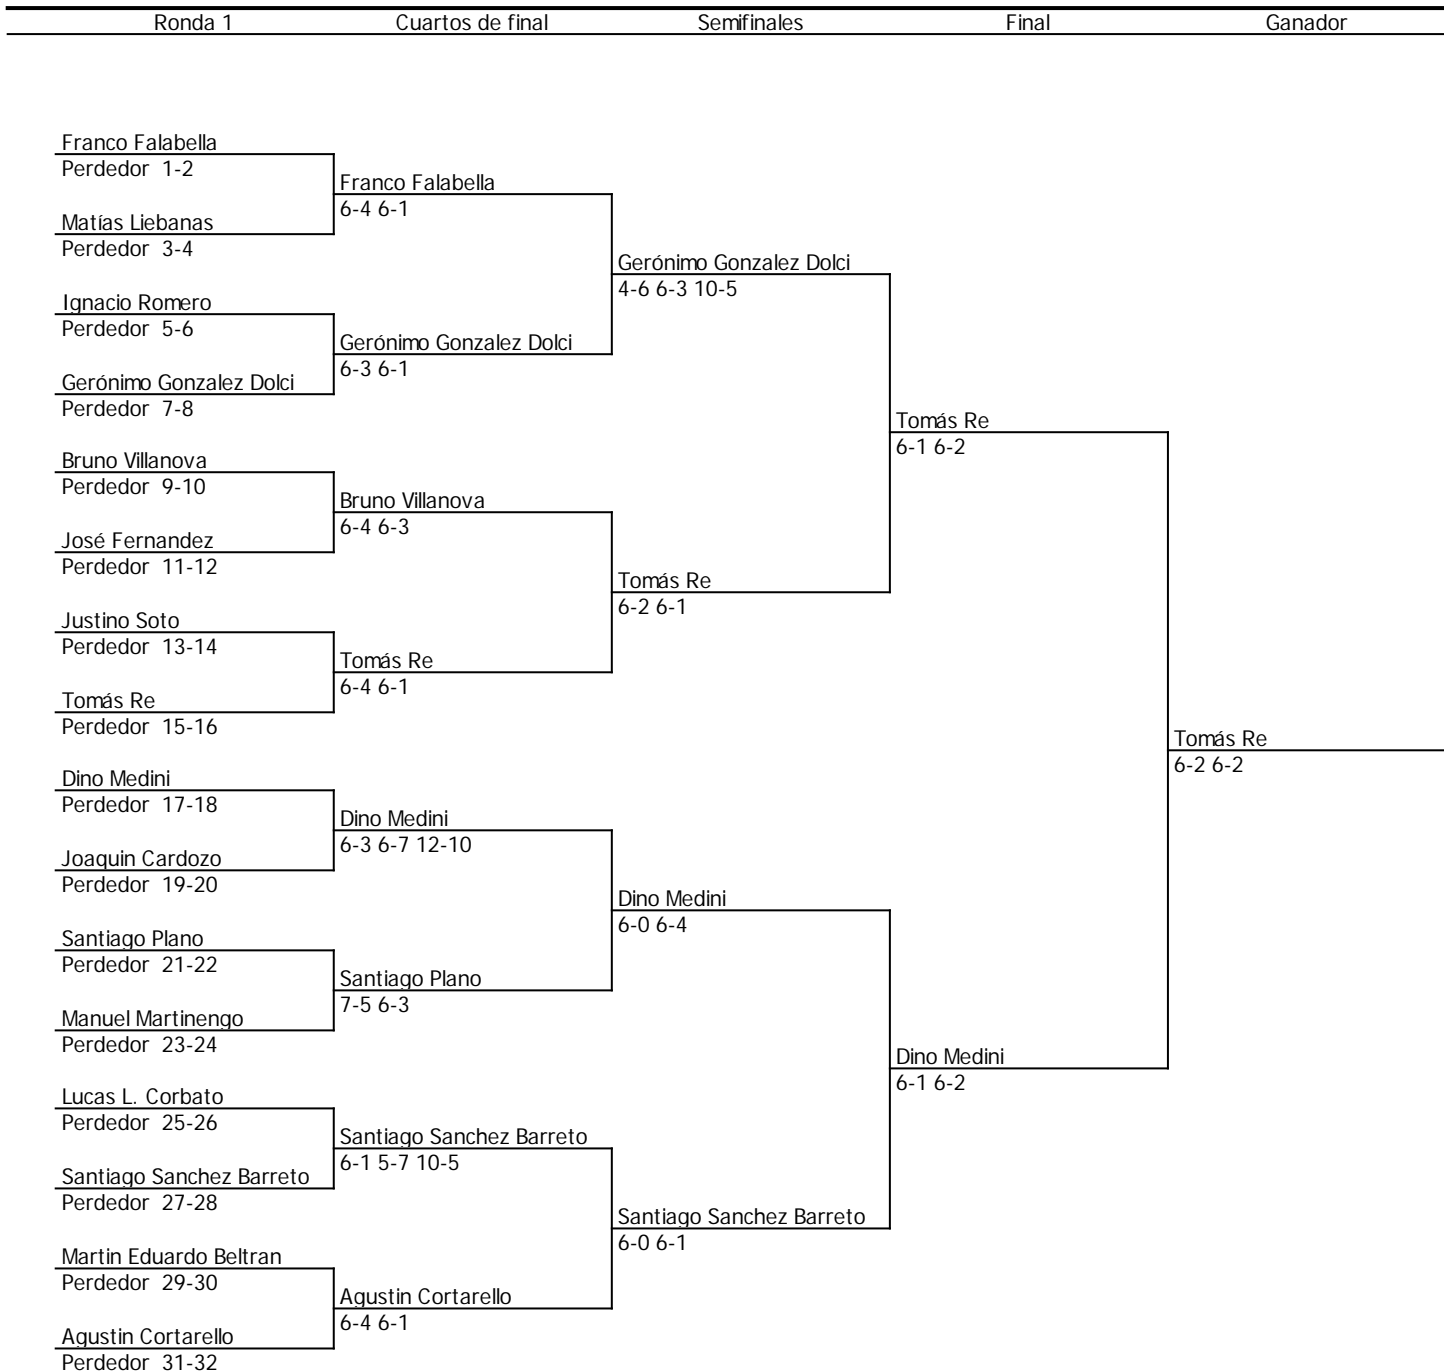 Ronda 1 Cuartos de final Semifinales Final Ganador
Franco Falabella
Perdedor 1-2
Franco Falabella
6-4 6-1
Matías Liebanas
Perdedor 3-4
Gerónimo Gonzalez Dolci
4-6 6-3 10-5
Ignacio Romero
Perdedor 5-6
Gerónimo Gonzalez Dolci
6-3 6-1
Gerónimo Gonzalez Dolci
Perdedor 7-8
Tomás Re
6-1 6-2
Bruno Villanova
Perdedor 9-10
Bruno Villanova
6-4 6-3
José Fernandez
Perdedor 11-12
Tomás Re
6-2 6-1
Justino Soto
Perdedor 13-14
Tomás Re
6-4 6-1
Tomás Re
Perdedor 15-16
Tomás Re
6-2 6-2
Dino Medini
Perdedor 17-18
Dino Medini
6-3 6-7 12-10
Joaquin Cardozo
Perdedor 19-20
Dino Medini
6-0 6-4
Santiago Plano
Perdedor 21-22
Santiago Plano
7-5 6-3
Manuel Martinengo
Perdedor 23-24
Dino Medini
6-1 6-2
Lucas L. Corbato
Perdedor 25-26
Santiago Sanchez Barreto
6-1 5-7 10-5
Santiago Sanchez Barreto
Perdedor 27-28
Santiago Sanchez Barreto
6-0 6-1
Martin Eduardo Beltran
Perdedor 29-30
Agustin Cortarello
6-4 6-1
Agustin Cortarello
Perdedor 31-32